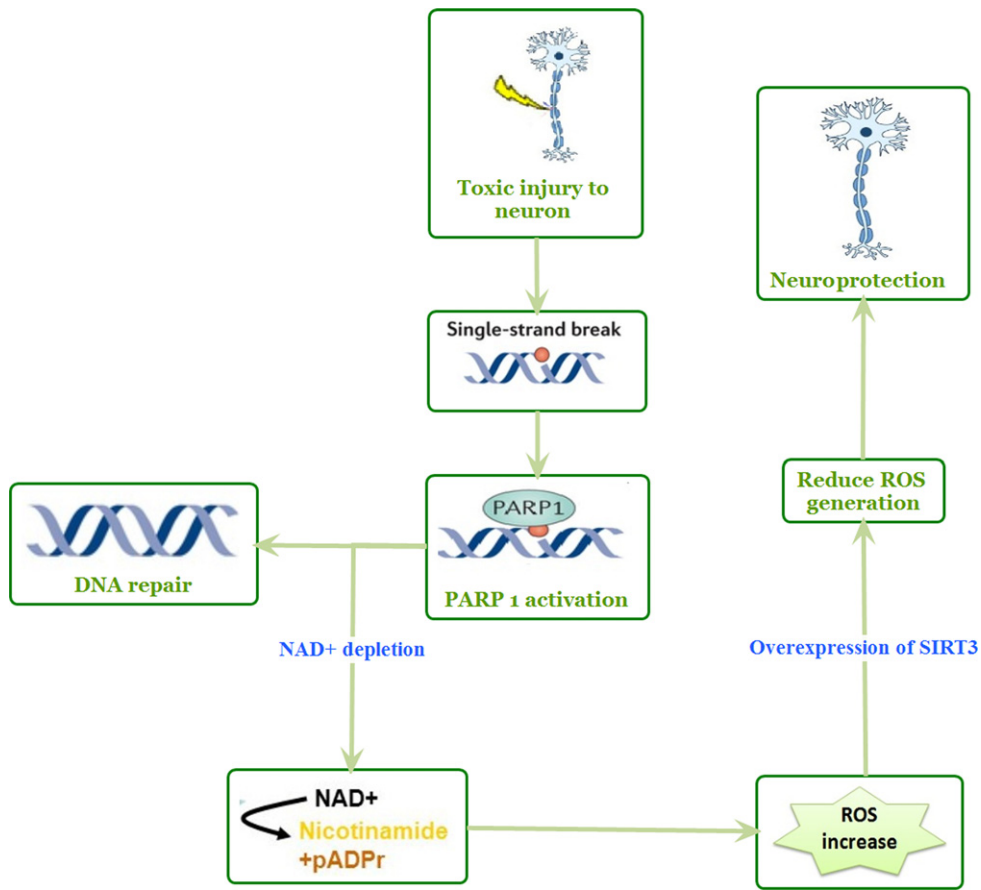 Toxic injury to
neuron
Neuroprotection
Single-strand break
Reduce ROS
generation
PARP1
PARP 1 activation
DNA repair
NAD+ depletion
Overexpression of SIRT3
NAD+
Nicotinamide
+pADPr
ROS
increase